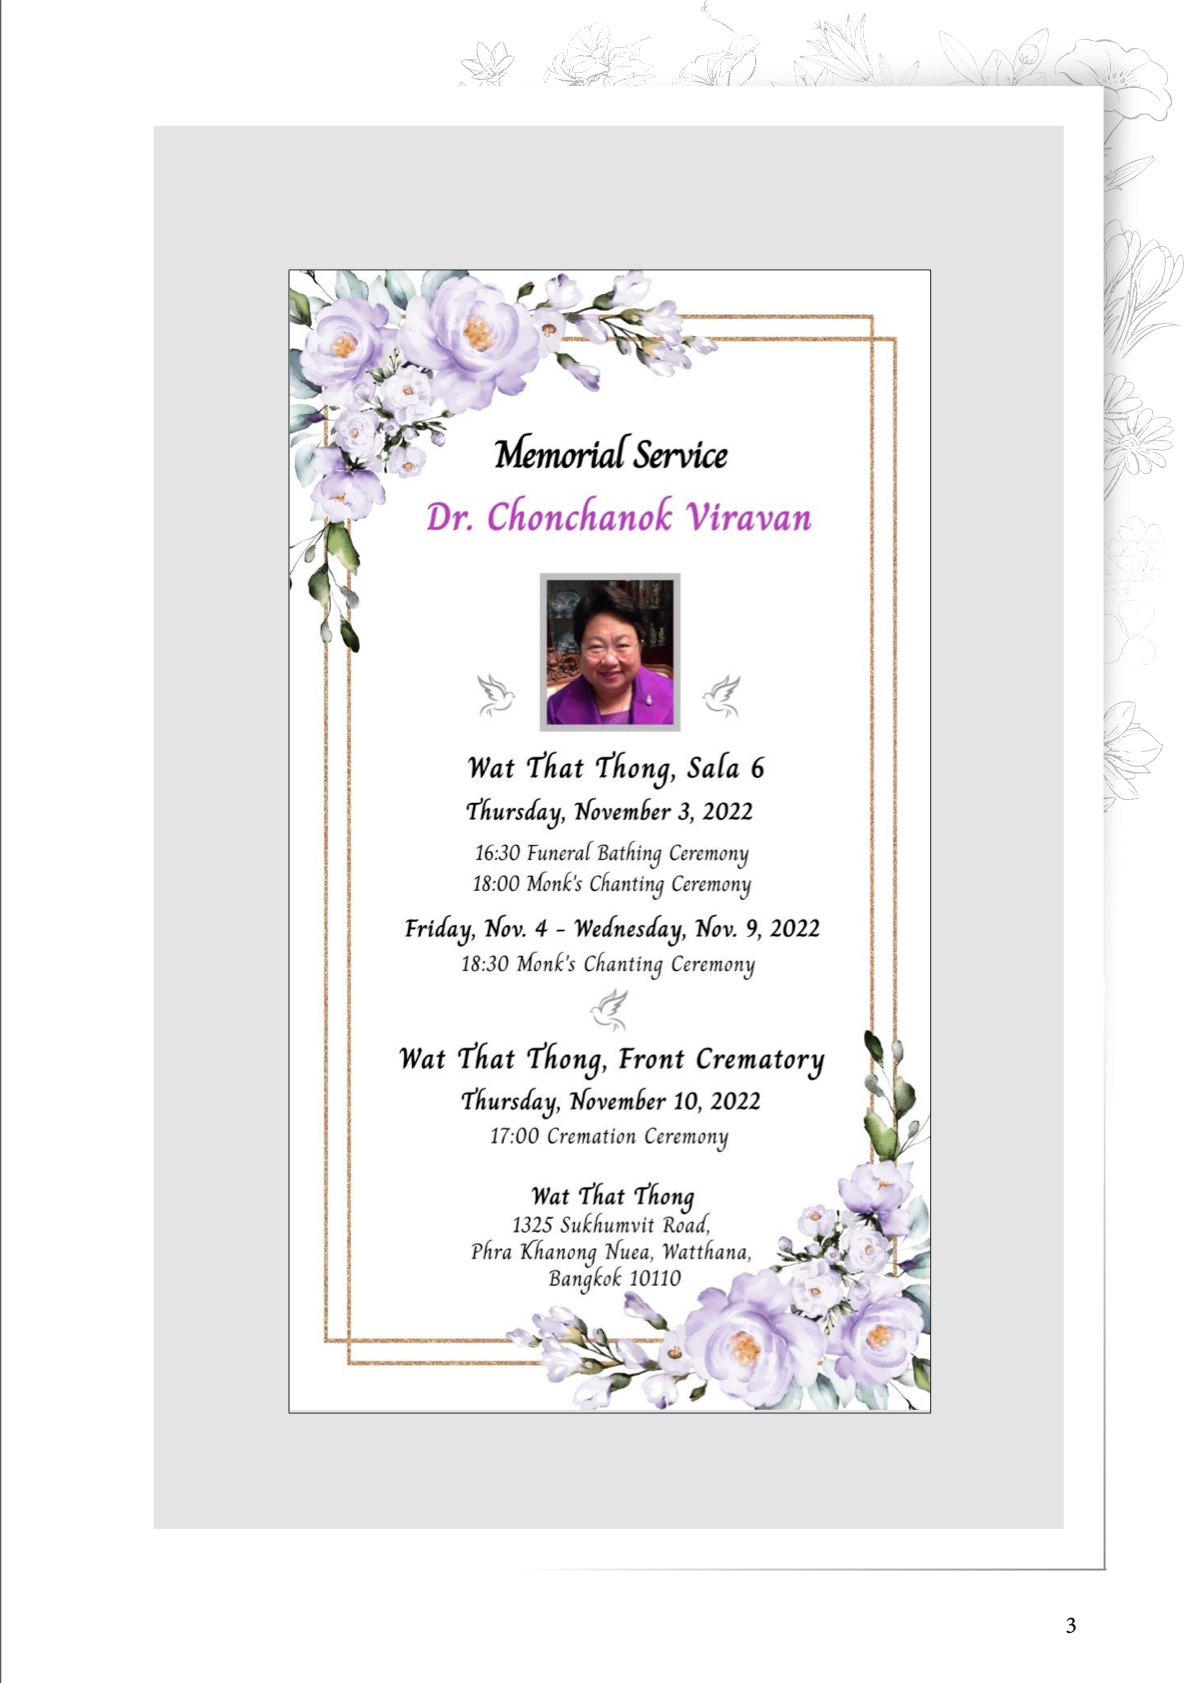 Memorial Service
Dr. Chonchanok Viravan
Wat That Thong, Sala 6
Thursday, November 3, 2022
16:30 Funeral Bathing Ceremony
18:00 Monk's Chanting Ceremony
Friday, Nov. 4 - Wednesday, Nov. 9, 2022
18:30 Monk's Chanting Ceremony
Wat That Thong, Front Crematory
Thursday, November 10, 2022
17:00 Cremation Ceremony
Wat That Thong
1325 Sukhumvit Road,
Phra Khanong Nuea, Watthana,
Bangkok 10110
3